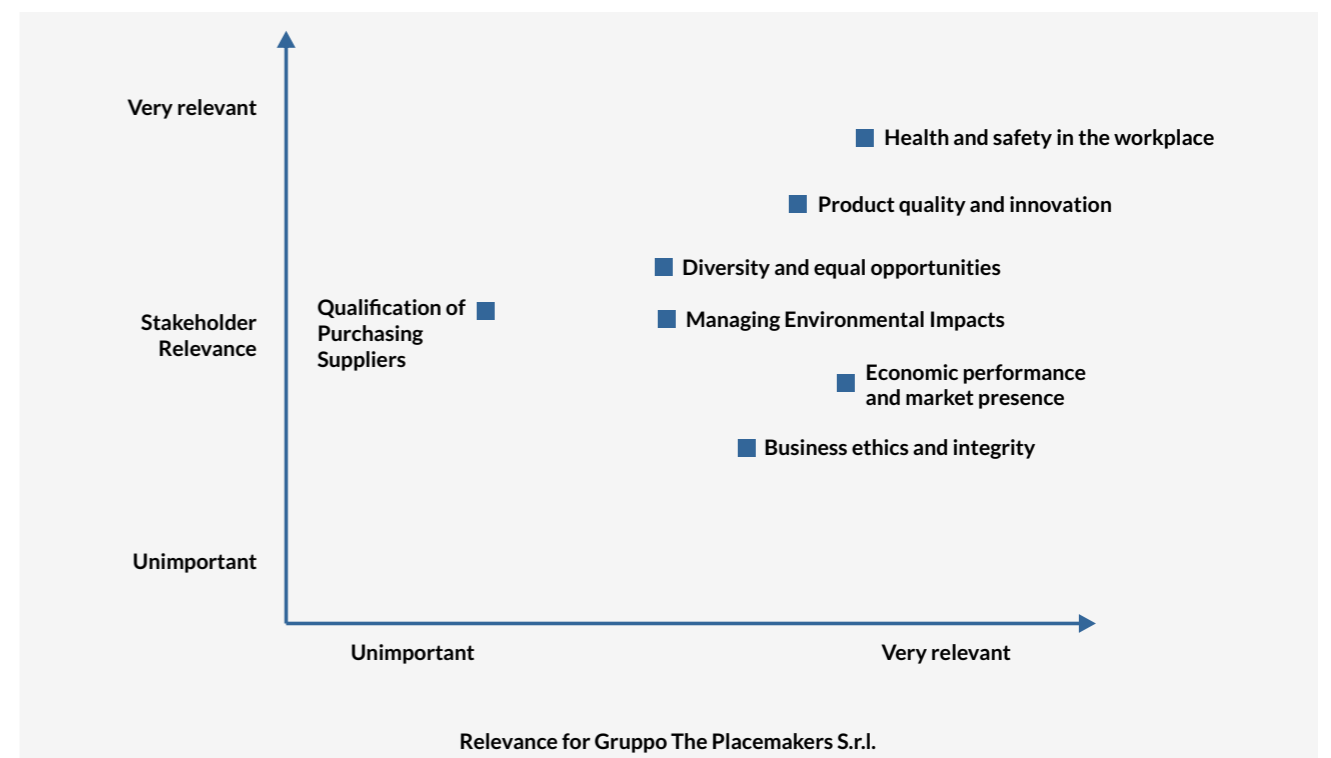 Very relevant
Health and safety in the workplace
Product quality and innovation
Diversity and equal opportunities
Qualification of
Purchasing
Suppliers
Managing Environmental Impacts
Stakeholder
Relevance
Economic performance
and market presence
Business ethics and integrity
Unimportant
Unimportant
Very relevant
Relevance for Gruppo The Placemakers S.r.l.